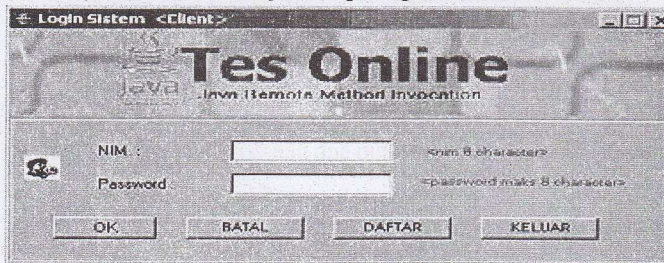 Login Sistem <Client>
Java
Tes Online
Java Remote Method Invocation
NIM :
<nim 8 character>
Password
<password maks 8 character>
OK
BATAL
DAFTAR
KELUAR